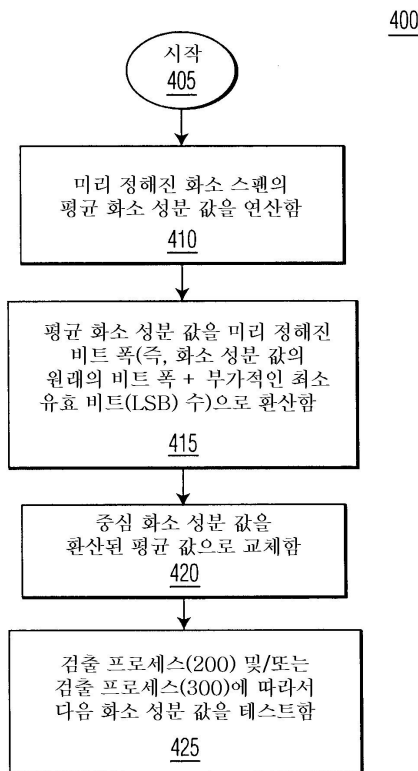 400
시작
405
미리 정해진 화소 스팬의
평균 화소 성분 값을 연산함
410
평균 화소 성분 값을 미리 정해진
비트 폭(즉, 화소 성분 값의
원래의 비트 폭 + 부가적인 최소
유효 비트(LSB) 수)으로 환산함
415
중심 화소 성분 값을
환산된 평균 값으로 교체함
420
검출 프로세스(200) 및/또는
검출 프로세스(300)에 따라서
다음 화소 성분 값을 테스트함
425